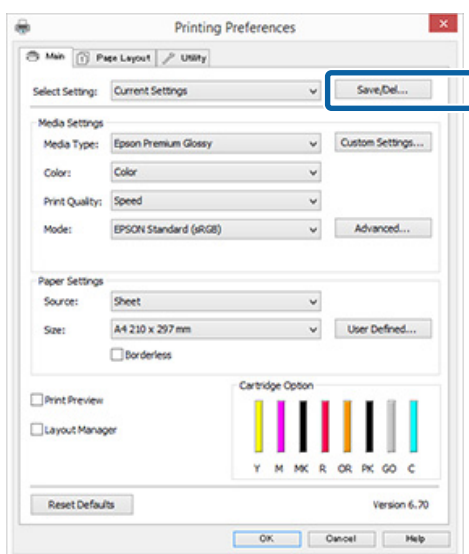 Printing Preferences
Main Page Layout Utility
Select Setting: Current Settings Save/Del...
Media Settings
Media Type: Epson Premium Glossy Custom Settings...
Color: Color
Print Quality: Speed
Mode: EPSON Standard (sRGB) Advanced...
Paper Settings
Source: Sheet
Size: A4 210 x 297 mm User Defined...
Borderless
Cartridge Option
Print Preview
Layout Manager
Y M MK R OR PK GO C
Reset Defaults Version 6.70
OK Cancel Help